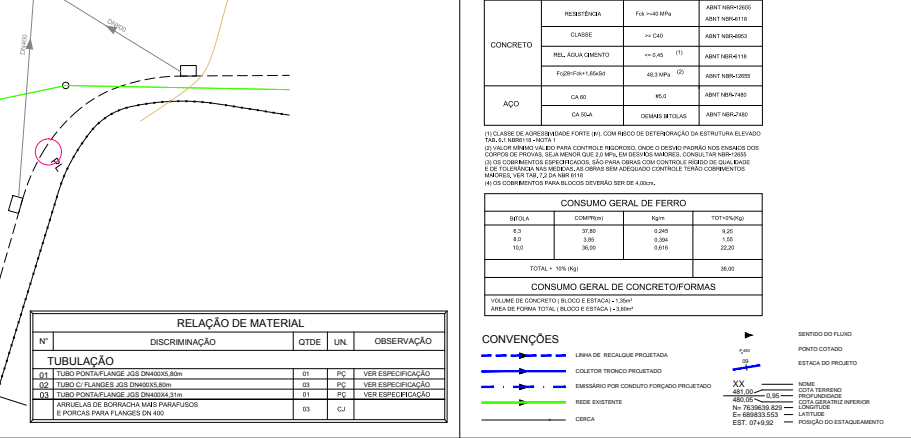 DN400
DN800
PL
RELAÇÃO DE MATERIAL
N° DISCRIMINAÇÃO QTDE UN. OBSERVAÇÃO
TUBULAÇÃO
01 TUBO PONTA/FLANGE JGS DN400X5,80m 01 PÇ VER ESPECIFICAÇÃO
02 TUBO C/ FLANGES JGS DN400X5,80m 03 PÇ VER ESPECIFICAÇÃO
03 TUBO PONTA/FLANGE JGS DN400X4,31m 01 PÇ VER ESPECIFICAÇÃO
ARRUELAS DE BORRACHA MAIS PARAFUSOS
E PORCAS PARA FLANGES DN 400 03 CJ
CONCRETO
RESISTÊNCIA Fck >=40 MPa ABNT NBR-12655
ABNT NBR-6118
CLASSE >= C40 ABNT NBR-8953
REL. ÁGUA CIMENTO <= 0,45 (1) ABNT NBR-6118
Fcj28=Fck+1,65xSd 48,3 MPa (2) ABNT NBR-12655
AÇO
CA 60 #5,0 ABNT NBR-7480
CA 50-A DEMAIS BITOLAS ABNT NBR-7480
(1) CLASSE DE AGRESSIVIDADE FORTE (IV), COM RISCO DE DETERIORAÇÃO DA ESTRUTURA ELEVADO
TAB. 6.1 NBR6118 - NOTA 1
(2) VALOR MÍNIMO VÁLIDO PARA CONTROLE RIGOROSO, ONDE O DESVIO PADRÃO NOS ENSAIOS DOS
CORPOS DE PROVAS, SEJA MENOR QUE 2,0 MPa, EM DESVIOS MAIORES, CONSULTAR NBR-12655
(3) OS COBRIMENTOS ESPECIFICADOS, SÃO PARA OBRAS COM CONTROLE RÍGIDO DE QUALIDADE
E DE TOLERÂNCIA NAS MEDIDAS. AS OBRAS SEM ADEQUADO CONTROLE TERÃO COBRIMENTOS
MAIORES, VER TAB. 7.2 DA NBR 6118
(4) OS COBRIMENTOS PARA BLOCOS DEVERÃO SER DE 4,00cm.
CONSUMO GERAL DE FERRO
BITOLA COMPR(m) Kg/m TOT+0%(Kg)
6,3 37,80 0,245 9,25
8,0 3,85 0,394 1,55
10,0 36,00 0,616 22,20
TOTAL + 10% (Kg) 36,00
CONSUMO GERAL DE CONCRETO/FORMAS
VOLUME DE CONCRETO ( BLOCO E ESTACA) - 1,35m³
ÁREA DE FORMA TOTAL ( BLOCO E ESTACA ) - 3,60m²
CONVENÇÕES
LINHA DE RECALQUE PROJETADA
COLETOR TRONCO PROJETADO
EMISSÁRIO POR CONDUTO FORÇADO PROJETADO
REDE EXISTENTE
CERCA
SENTIDO DO FLUXO
PONTO COTADO
09 ESTACA DO PROJETO
XX NOME
481,00 COTA TERRENO
0,95 PROFUNDIDADE
480,05 COTA GERATRIZ INFERIOR
N= 7639639.829 LONGITUDE
E= 689833.553 LATITUDE
EST. 07+9,92 POSIÇÃO DO ESTAQUEAMENTO